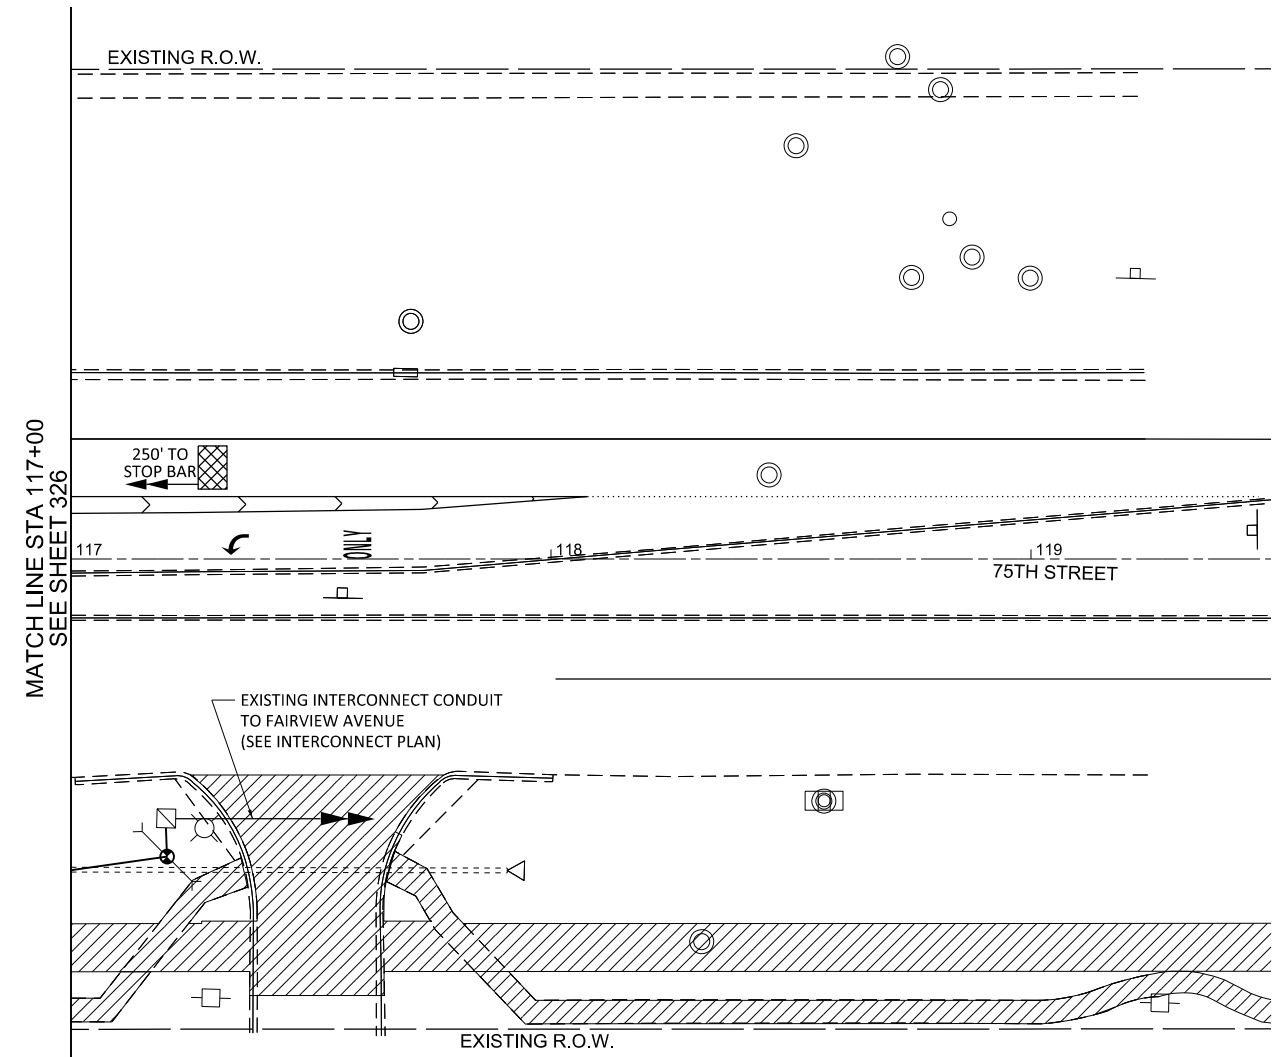 EXISTING R.O.W.
MATCH LINE STA 117+00
SEE SHEET 326
250' TO
STOP BAR
ONLY
117
118
119
75TH STREET
EXISTING INTERCONNECT CONDUIT
TO FAIRVIEW AVENUE
(SEE INTERCONNECT PLAN)
EXISTING R.O.W.